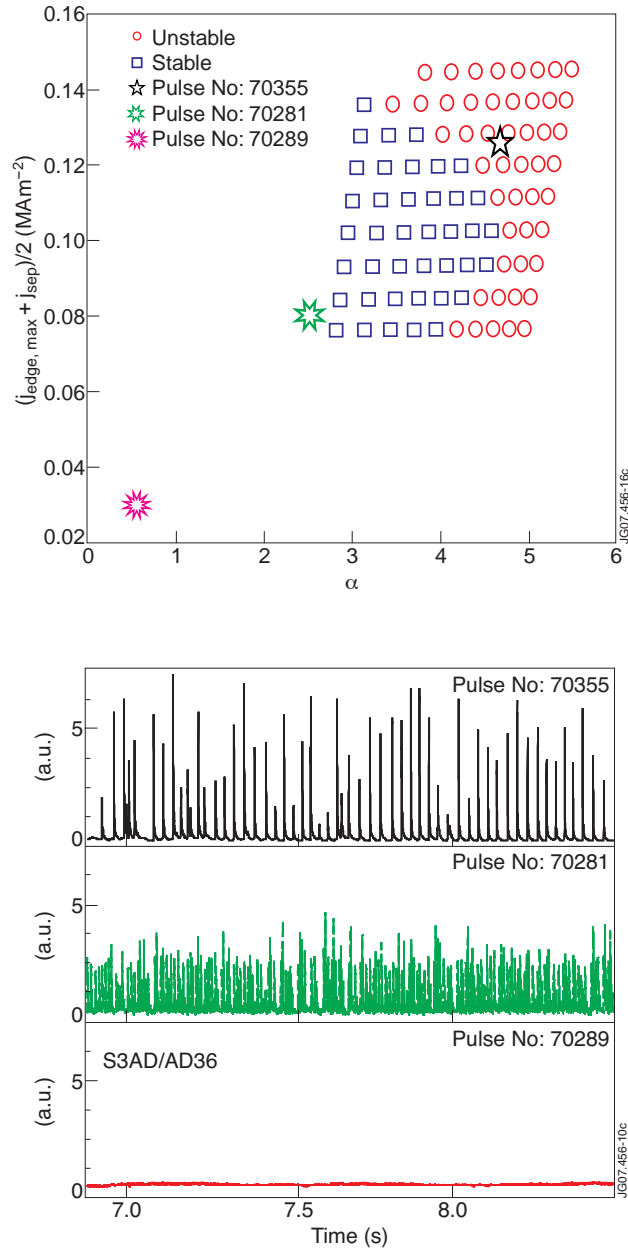 0.16
0.14
0.12
0.10
0.08
0.06
0.04
0.02
(jedge, max + jsep)/2 (MAm−2)
Unstable
Stable
Pulse No: 70355
Pulse No: 70281
Pulse No: 70289
0 1 2 3 4 5 6
α
JG07.456-16c
Pulse No: 70355
5
0
(a.u.)
Pulse No: 70281
5
0
(a.u.)
Pulse No: 70289
S3AD/AD36
5
0
(a.u.)
7.0 7.5 8.0
Time (s)
JG07.456-10c